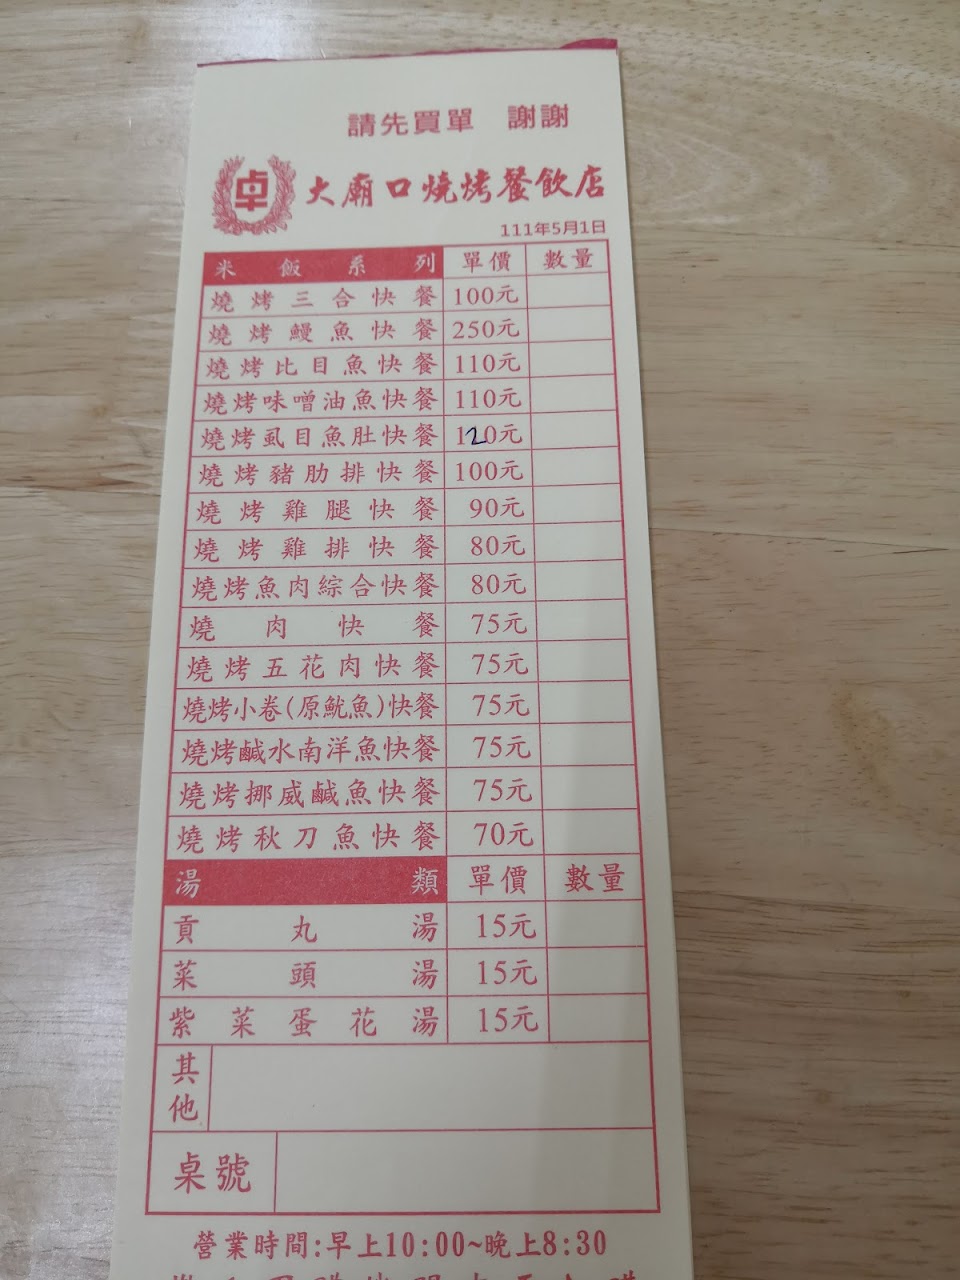 請先買單 謝謝
卓 大廟口燒烤餐飲店
111年5月1日
米飯系列 單價 數量
燒烤三合快餐 100元
燒烤鰻魚快餐 250元
燒烤比目魚快餐 110元
燒烤味噌油魚快餐 110元
燒烤虱目魚肚快餐 120元
燒烤豬肋排快餐 100元
燒烤雞腿快餐 90元
燒烤雞排快餐 80元
燒烤魚肉綜合快餐 80元
燒肉快餐 75元
燒烤五花肉快餐 75元
燒烤小卷(原魷魚)快餐 75元
燒烤鹹水南洋魚快餐 75元
燒烤挪威鹹魚快餐 75元
燒烤秋刀魚快餐 70元
湯類 單價 數量
貢丸湯 15元
菜頭湯 15元
紫菜蛋花湯 15元
其他
桌號
營業時間:早上10:00~晚上8:30